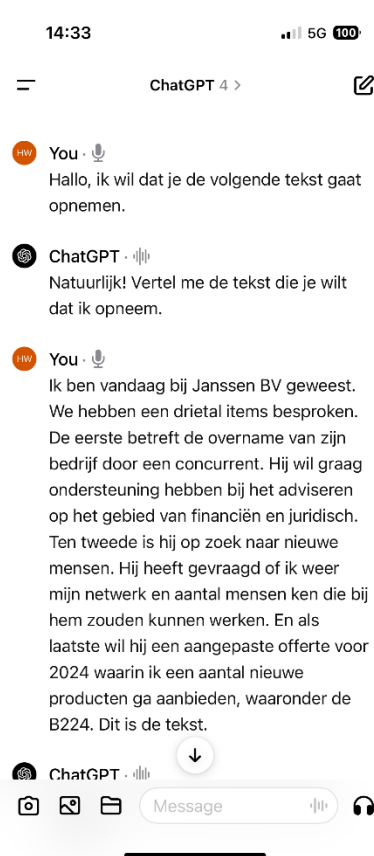 14:33 5G 100
ChatGPT 4 >
HW You
Hallo, ik wil dat je de volgende tekst gaat
opnemen.
ChatGPT
Natuurlijk! Vertel me de tekst die je wilt
dat ik opneem.
HW You
Ik ben vandaag bij Janssen BV geweest.
We hebben een drietal items besproken.
De eerste betreft de overname van zijn
bedrijf door een concurrent. Hij wil graag
ondersteuning hebben bij het adviseren
op het gebied van financiën en juridisch.
Ten tweede is hij op zoek naar nieuwe
mensen. Hij heeft gevraagd of ik weer
mijn netwerk en aantal mensen ken die bij
hem zouden kunnen werken. En als
laatste wil hij een aangepaste offerte voor
2024 waarin ik een aantal nieuwe
producten ga aanbieden, waaronder de
B224. Dit is de tekst.
ChatGPT
Message